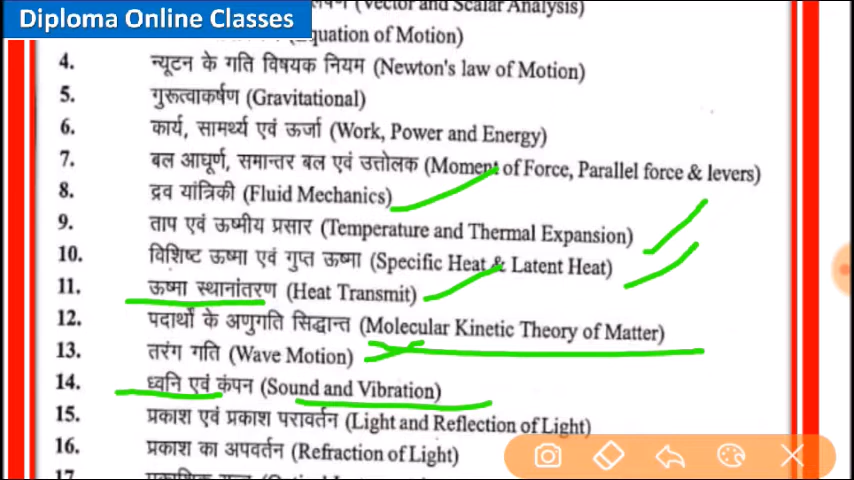 Diploma Online Classes
(Vector and Scalar Analysis)
(Equation of Motion)
4. न्यूटन के गति विषयक नियम (Newton's law of Motion)
5. गुरूत्वाकर्षण (Gravitational)
6. कार्य, सामर्थ्य एवं ऊर्जा (Work, Power and Energy)
7. बल आघूर्ण, समान्तर बल एवं उत्तोलक (Moment of Force, Parallel force & levers)
8. द्रव यांत्रिकी (Fluid Mechanics)
9. ताप एवं ऊष्मीय प्रसार (Temperature and Thermal Expansion)
10. विशिष्ट ऊष्मा एवं गुप्त ऊष्मा (Specific Heat & Latent Heat)
11. ऊष्मा स्थानांतरण (Heat Transmit)
12. पदार्थो के अणुगति सिद्धान्त (Molecular Kinetic Theory of Matter)
13. तरंग गति (Wave Motion)
14. ध्वनि एवं कंपन (Sound and Vibration)
15. प्रकाश एवं प्रकाश परावर्तन (Light and Reflection of Light)
16. प्रकाश का अपवर्तन (Refraction of Light)
17.